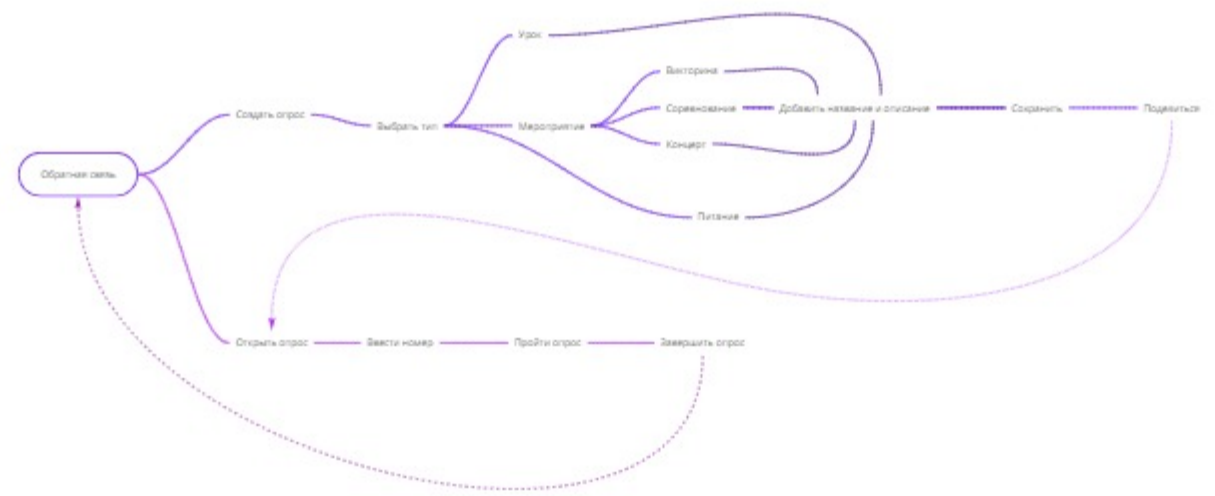 Урок
Викторина
Создать опрос
Соревнование
Добавить название и описание
Сохранить
Поделиться
Выбрать тип
Мероприятие
Концерт
Обратная связь
Питание
Открыть опрос
Ввести номер
Пройти опрос
Завершить опрос